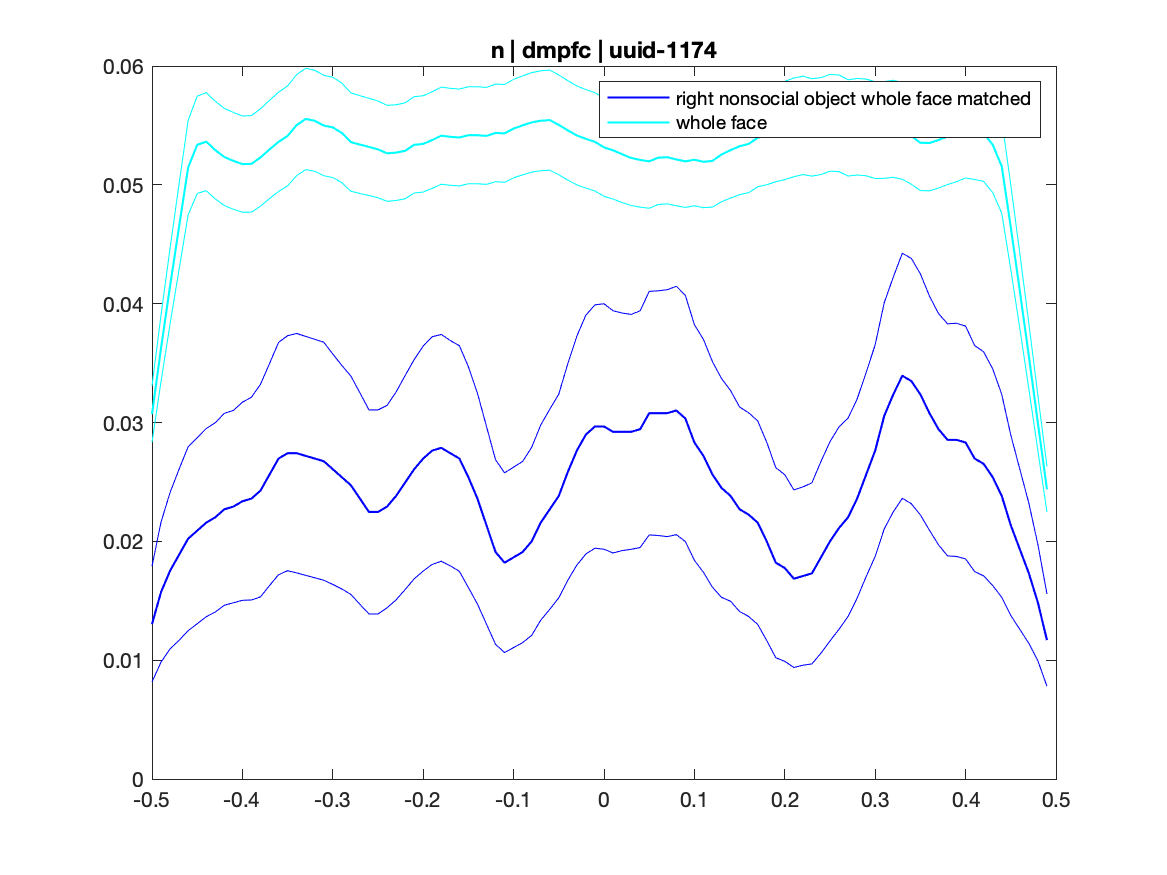 n | dmpfc | uuid-1174
right nonsocial object whole face matched
whole face
0.06
0.05
0.04
0.03
0.02
0.01
0
-0.5 -0.4 -0.3 -0.2 -0.1 0 0.1 0.2 0.3 0.4 0.5